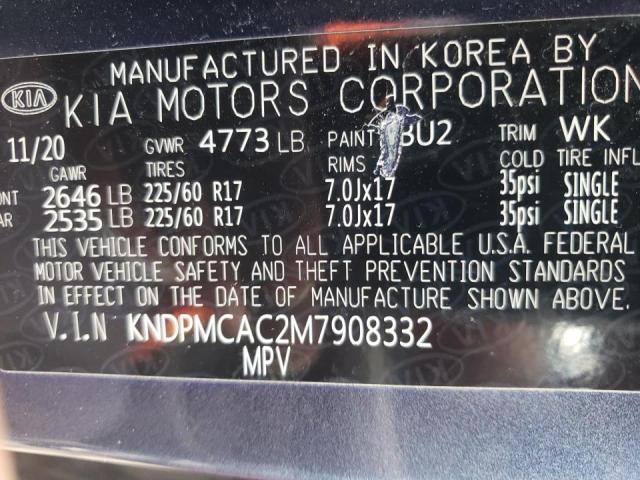 MANUFACTURED IN KOREA BY
KIA KIA MOTORS CORPORATION
11/20 GVWR 4773 LB PAINT BU2 TRIM WK
GAWR TIRES RIMS COLD TIRE INFL
NT 2646 LB 225/60 R17 7.0Jx17 35psi SINGLE
AR 2535 LB 225/60 R17 7.0Jx17 35psi SINGLE
THIS VEHICLE CONFORMS TO ALL APPLICABLE U.S.A. FEDERAL
MOTOR VEHICLE SAFETY AND THEFT PREVENTION STANDARDS
IN EFFECT ON THE DATE OF MANUFACTURE SHOWN ABOVE.
V.I.N KNDPMCAC2M7908332
MPV